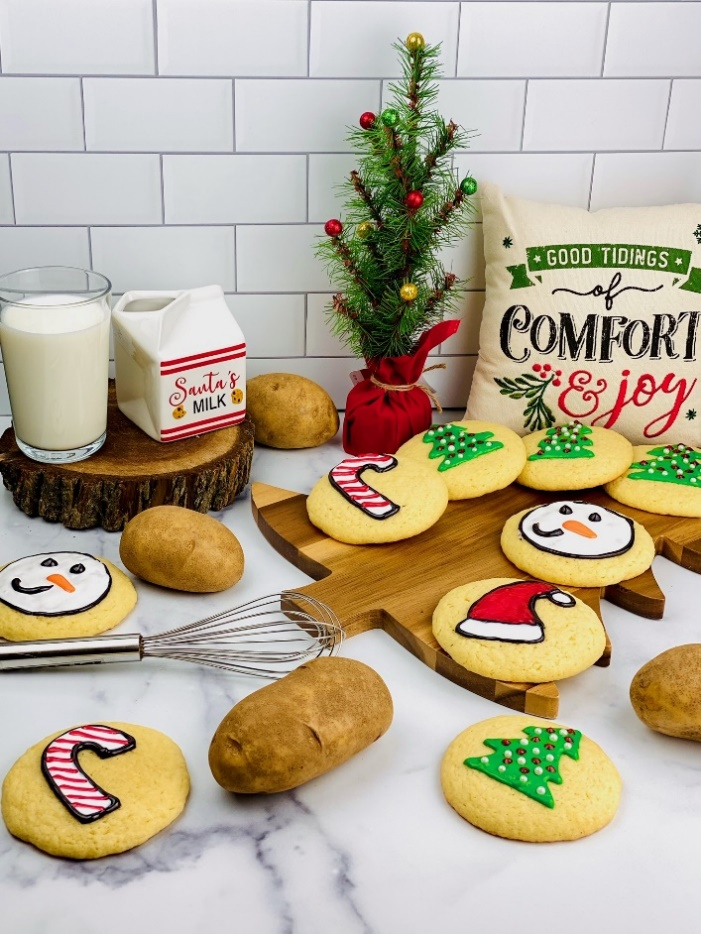 Santa's
MILK
GOOD TIDINGS
of
COMFORT
& joy